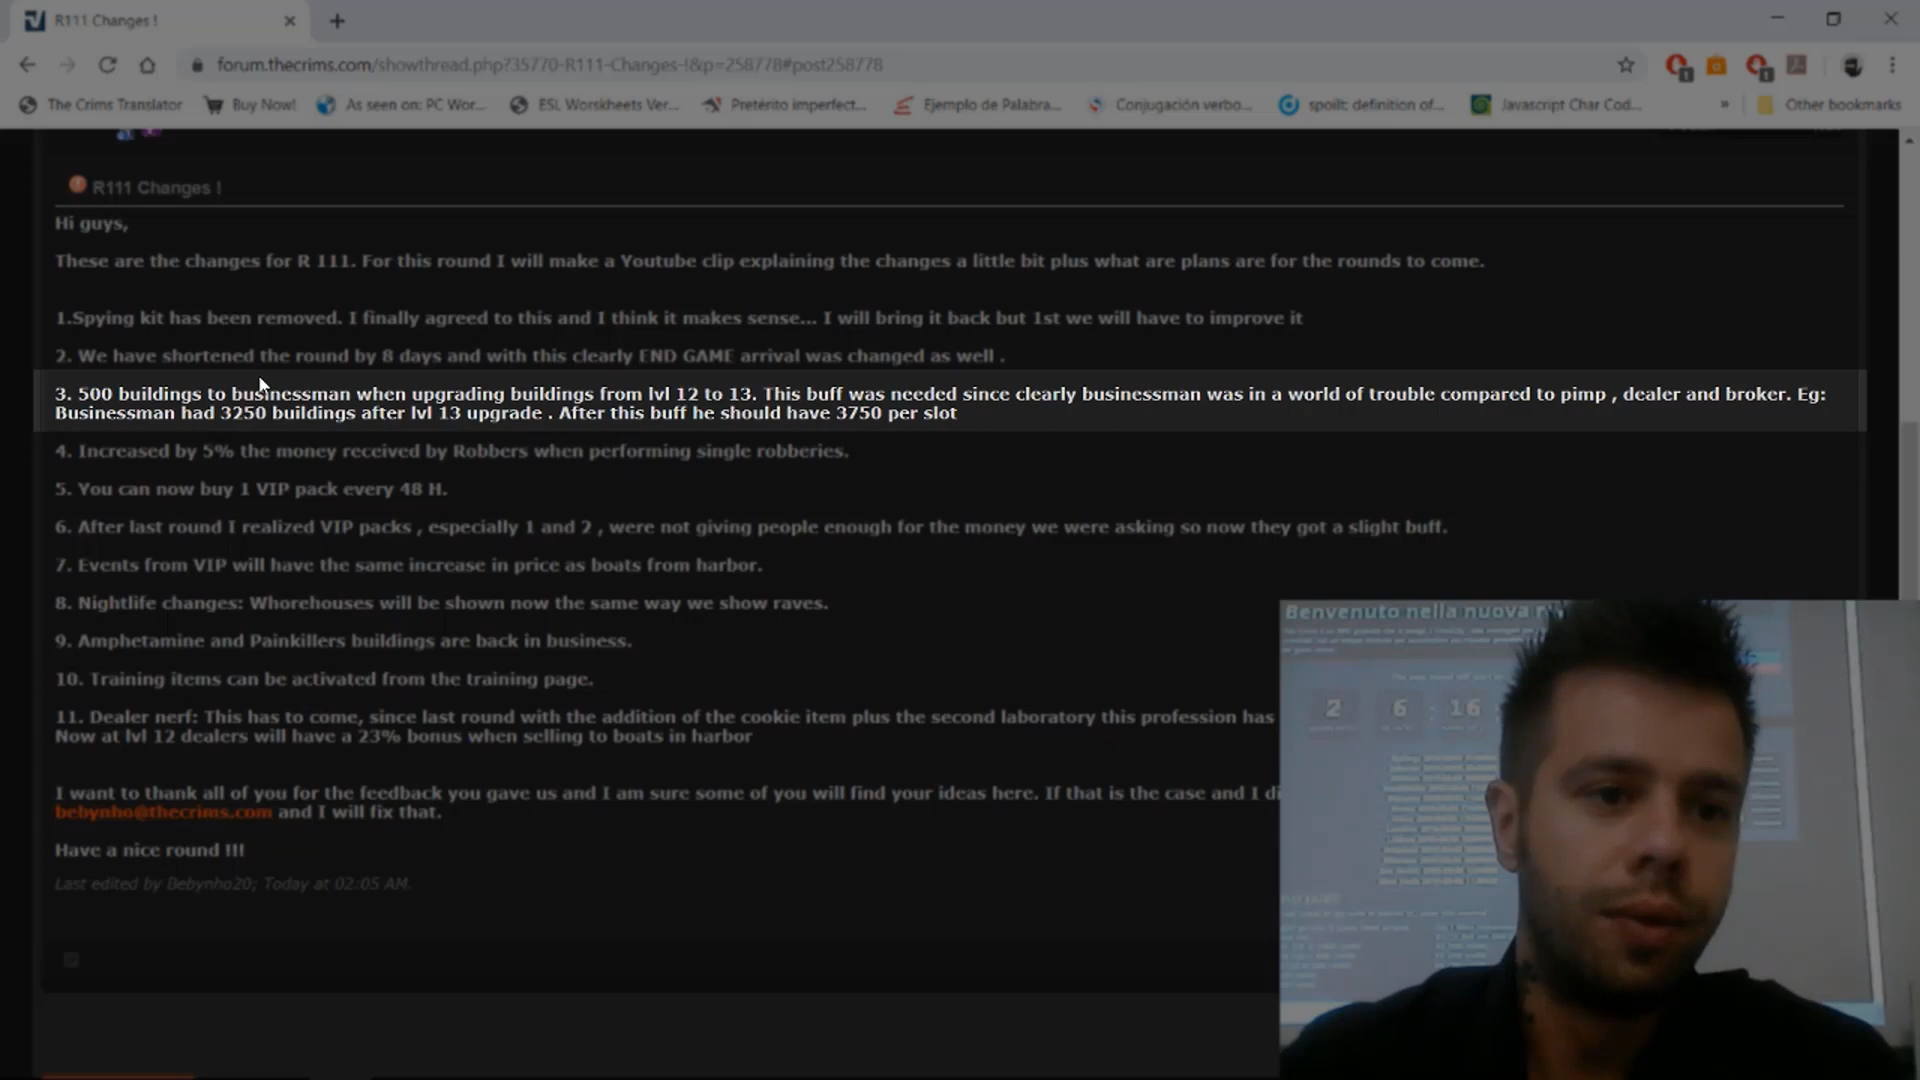 R111 Changes !
forum.thecrims.com/showthread.php?35770-R111-Changes-!&p=258778#post258778
The Crims Translator
Buy Now!
As seen on: PC Wor...
ESL Worskheets Ver...
Pretérito imperfect...
Ejemplo de Palabra...
Conjugación verbo...
spoilt: definition of...
Javascript Char Cod...
»
Other bookmarks
R111 Changes !
Hi guys,
These are the changes for R 111. For this round I will make a Youtube clip explaining the changes a little bit plus what are plans are for the rounds to come.
1.Spying kit has been removed. I finally agreed to this and I think it makes sense... I will bring it back but 1st we will have to improve it
2. We have shortened the round by 8 days and with this clearly END GAME arrival was changed as well .
3. 500 buildings to businessman when upgrading buildings from lvl 12 to 13. This buff was needed since clearly businessman was in a world of trouble compared to pimp , dealer and broker. Eg:
Businessman had 3250 buildings after lvl 13 upgrade . After this buff he should have 3750 per slot
4. Increased by 5% the money received by Robbers when performing single robberies.
5. You can now buy 1 VIP pack every 48 H.
6. After last round I realized VIP packs , especially 1 and 2 , were not giving people enough for the money we were asking so now they got a slight buff.
7. Events from VIP will have the same increase in price as boats from harbor.
8. Nightlife changes: Whorehouses will be shown now the same way we show raves.
9. Amphetamine and Painkillers buildings are back in business.
10. Training items can be activated from the training page.
11. Dealer nerf: This has to come, since last round with the addition of the cookie item plus the second laboratory this profession has
Now at lvl 12 dealers will have a 23% bonus when selling to boats in harbor
I want to thank all of you for the feedback you gave us and I am sure some of you will find your ideas here. If that is the case and I di
bebynho@thecrims.com and I will fix that.
Have a nice round !!!
Last edited by Bebynho20; Today at 02:05 AM.
Benvenuto nella nuova
2 6 16